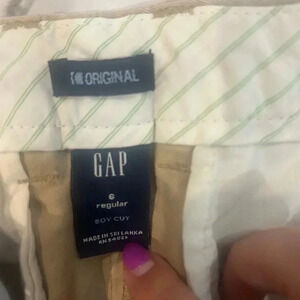 ORIGINAL
GAP
6
regular
BOY CUT
MADE IN SRI LANKA